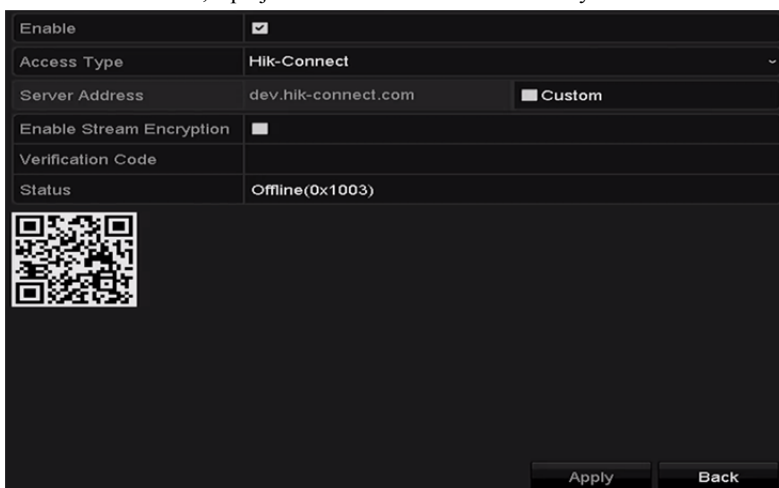 Enable
Access Type Hik-Connect
Server Address dev.hik-connect.com Custom
Enable Stream Encryption
Verification Code
Status Offline(0x1003)
Apply Back